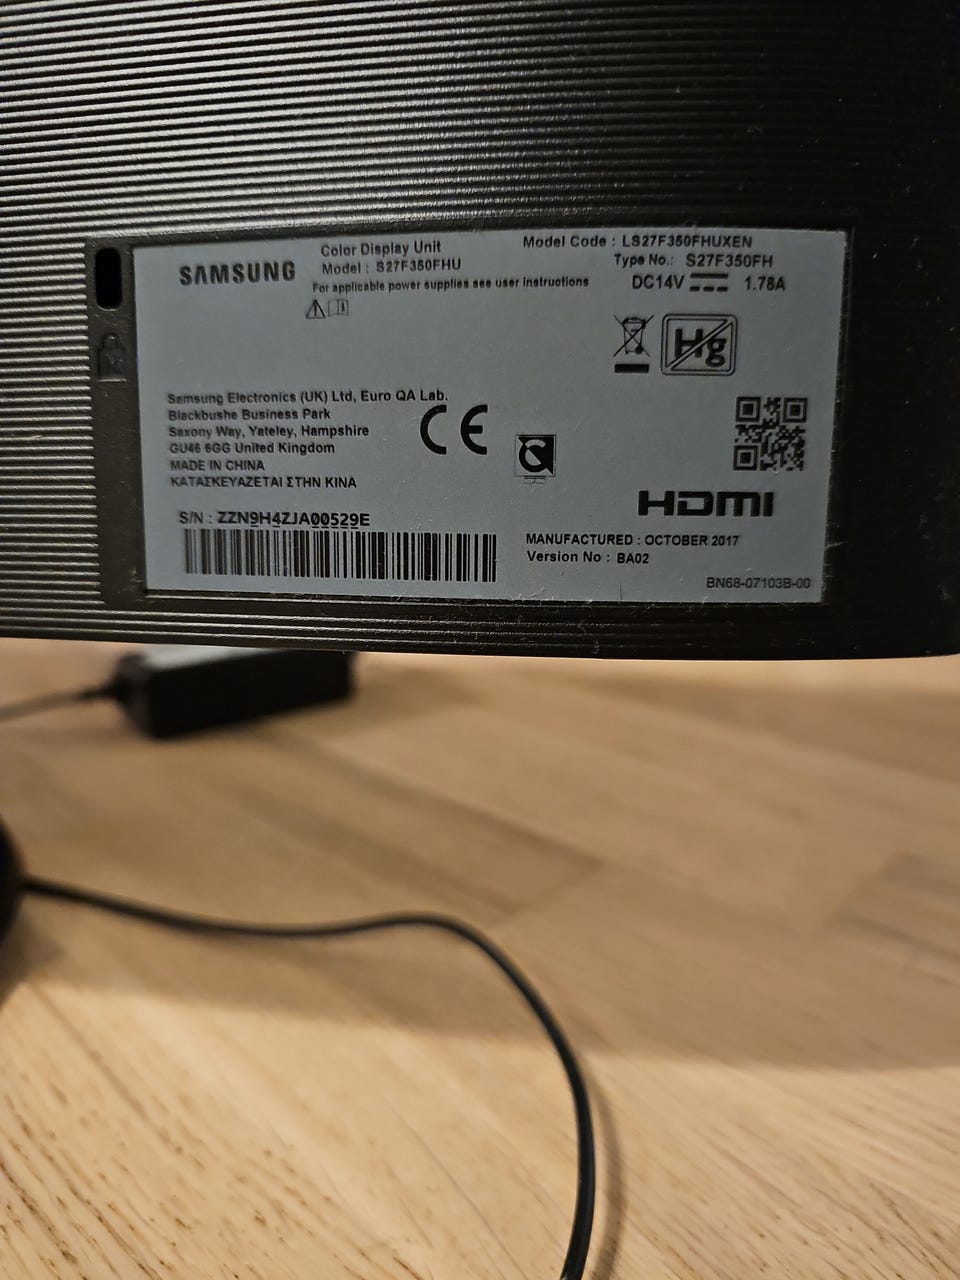 SAMSUNG
Color Display Unit
Model : S27F350FHU
For applicable power supplies see user instructions
Model Code : LS27F350FHUXEN
Type No.: S27F350FH
DC14V 1.78A
Hg
Samsung Electronics (UK) Ltd, Euro QA Lab.
Blackbushe Business Park
Saxony Way, Yateley, Hampshire
GU46 6GG United Kingdom
MADE IN CHINA
ΚΑΤΑΣΚΕΥΑΖΕΤΑΙ ΣΤΗΝ ΚΙΝΑ
CE
HDMI
S/N : ZZN9H4ZJA00529E
MANUFACTURED : OCTOBER 2017
Version No : BA02
BN68-07103B-00